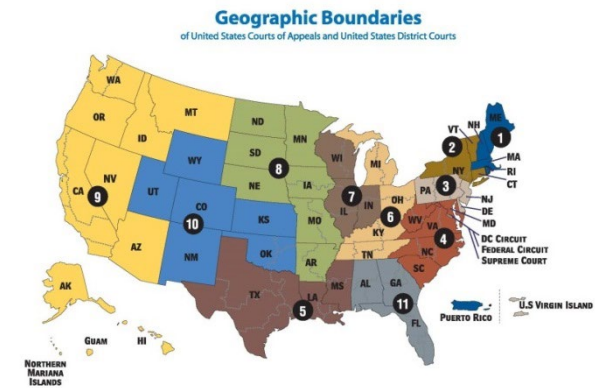 Geographic Boundaries
of United States Courts of Appeals and United States District Courts
WA
MT
ND
ME
VT
NH
1
OR
MN
2
ID
SD
WI
MA
WY
8
MI
NY
RI
3
CT
NV
NE
IA
PA
NJ
CA
9
UT
7
OH
DE
CO
IL
IN
6
WV
MD
10
KS
MO
VA
4
DC CIRCUIT
KY
FEDERAL CIRCUIT
NC
SUPREME COURT
AZ
NM
OK
AR
TN
SC
MS
AL
GA
AK
TX
LA
11
5
FL
PUERTO RICO
U.S VIRGIN ISLAND
GUAM
HI
NORTHERN
MARIANA
ISLANDS